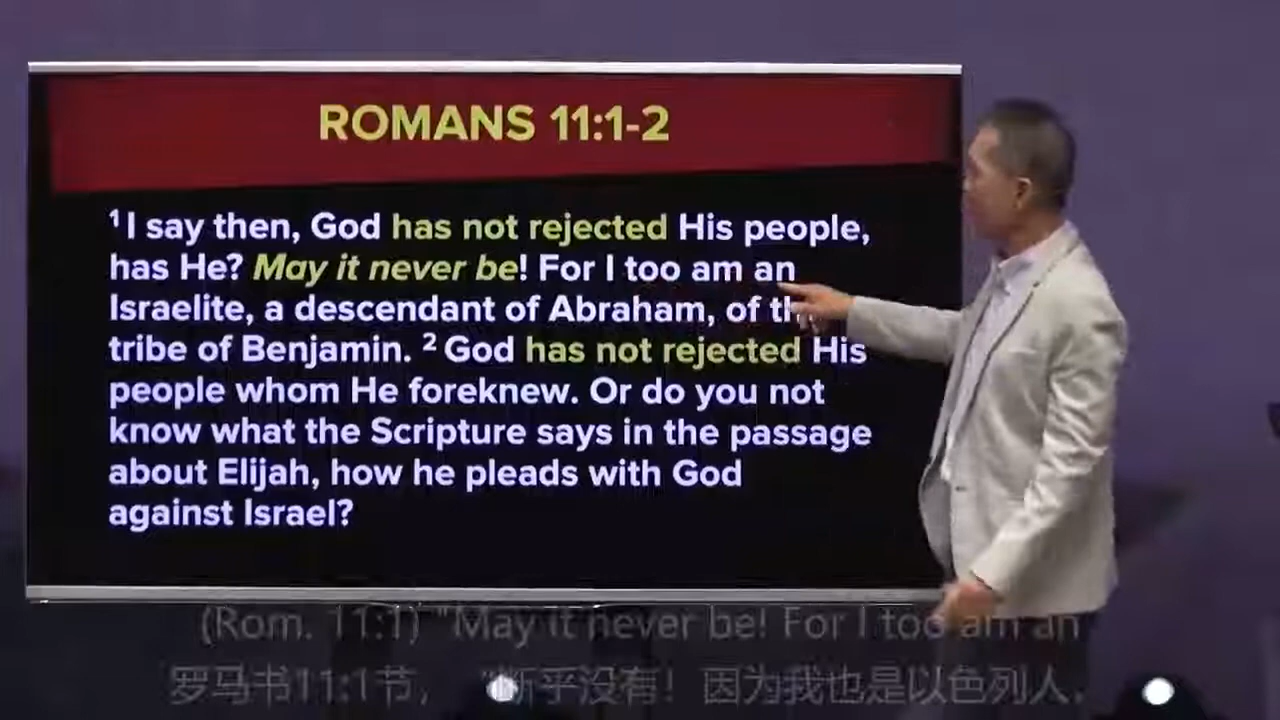 ROMANS 11:1-2
¹I say then, God has not rejected His people,
has He? May it never be! For I too am an
Israelite, a descendant of Abraham, of
tribe of Benjamin. ² God has not rejected His
people whom He foreknew. Or do you not
know what the Scripture says in the passage
about Elijah, how he pleads with God
against Israel?
(Rom. 11:1) "May it never be! For I too am an
罗马书11:1节， "断乎没有！因为我也是以色列人，